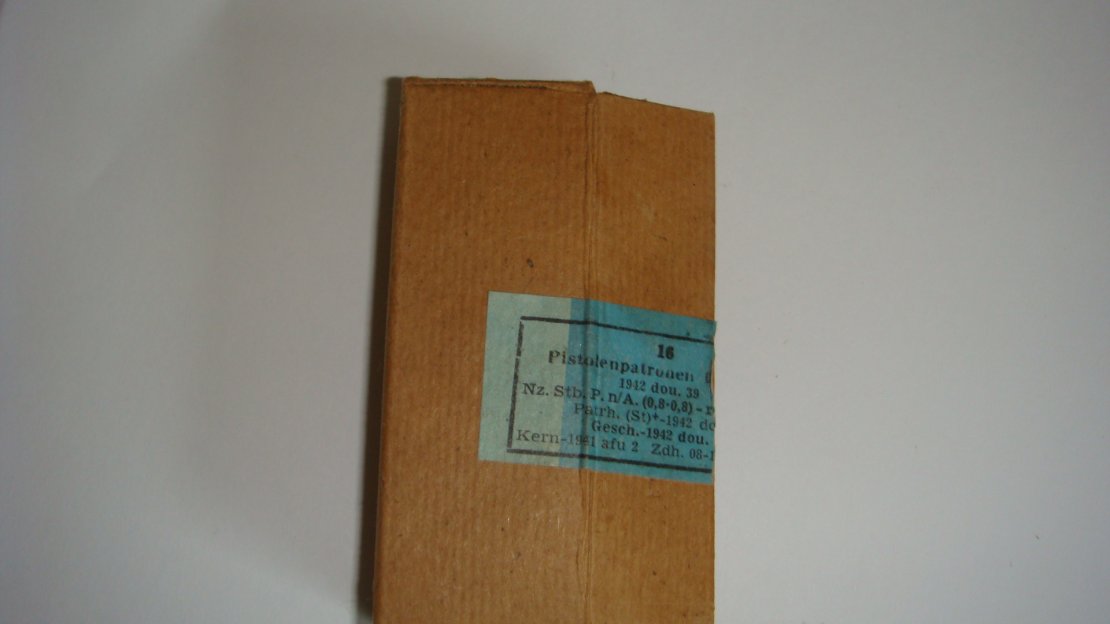 16
Pistolenpatronen
1942 dou. 39
Nz. Stb. P. n/A. (0,8·0,8) -
Patrh. (St)+-1942
Gesch.-1942 dou.
Kern-1941 afu 2 Zdh. 08-